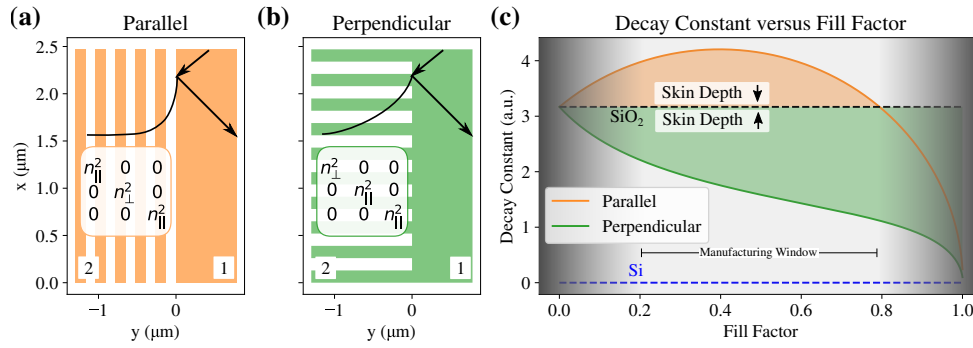 (a) Parallel
2.5
2.0
1.5
1.0
0.5
0.0
x (μm)
n²|| 0 0
0 n²⊥ 0
0 0 n²||
2 1
−1 0
y (μm)
(b) Perpendicular
n²⊥ 0 0
0 n²|| 0
0 0 n²||
2 1
−1 0
y (μm)
(c) Decay Constant versus Fill Factor
4
3
2
1
0
Decay Constant (a.u.)
Skin Depth
SiO₂ Skin Depth
Parallel
Perpendicular
Manufacturing Window
Si
0.0 0.2 0.4 0.6 0.8 1.0
Fill Factor